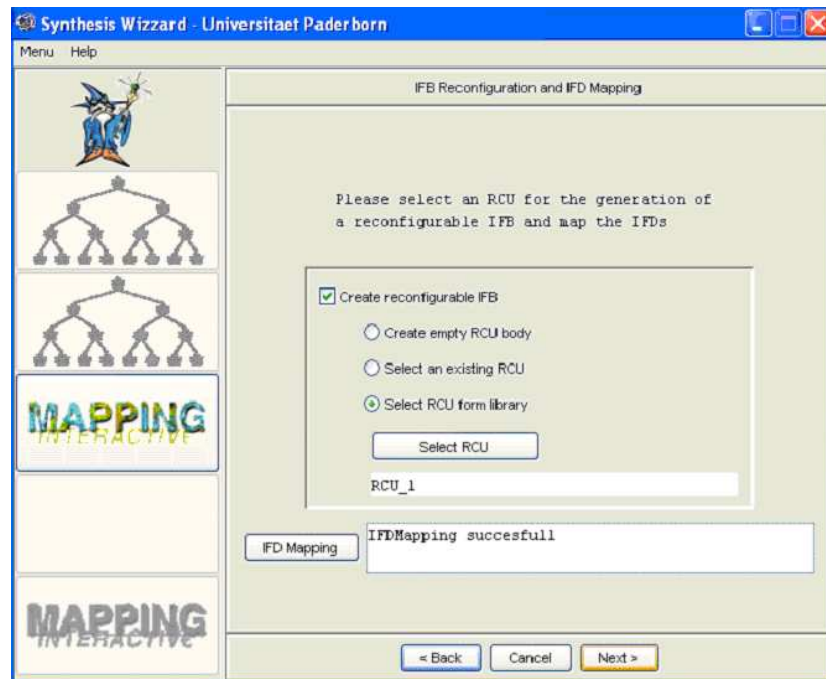 Synthesis Wizzard - Universitaet Paderborn
Menu Help
IFB Reconfiguration and IFD Mapping
Please select an RCU for the generation of
a reconfigurable IFB and map the IFDs
Create reconfigurable IFB
Create empty RCU body
Select an existing RCU
Select RCU form library
Select RCU
RCU_1
IFD Mapping
IFDMapping succesfull
MAPPING
INTERACTIVE
MAPPING
INTERACTIVE
< Back
Cancel
Next >